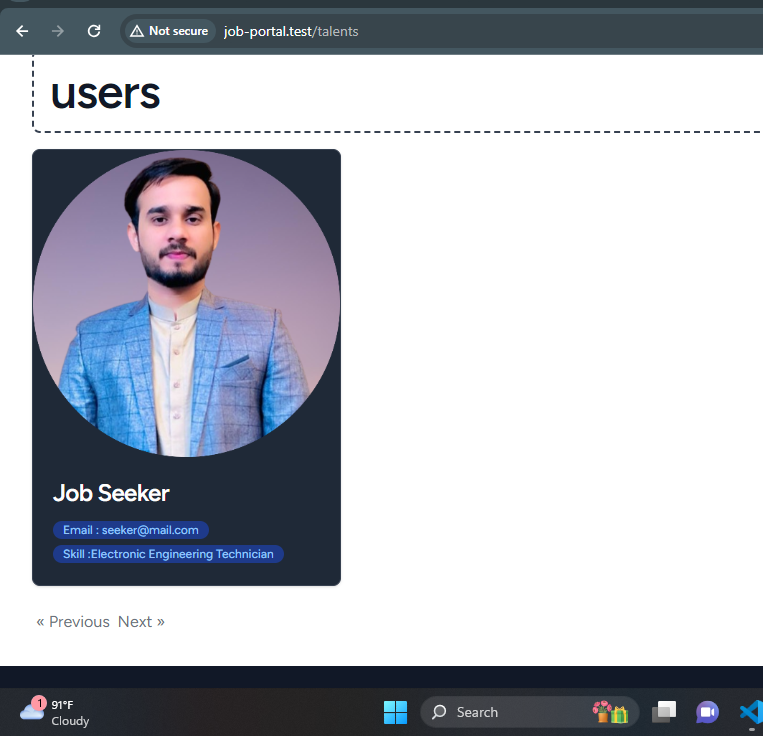 Not secure job-portal.test/talents
users
Job Seeker
Email : seeker@mail.com
Skill :Electronic Engineering Technician
« Previous Next »
1
91°F
Cloudy
Search